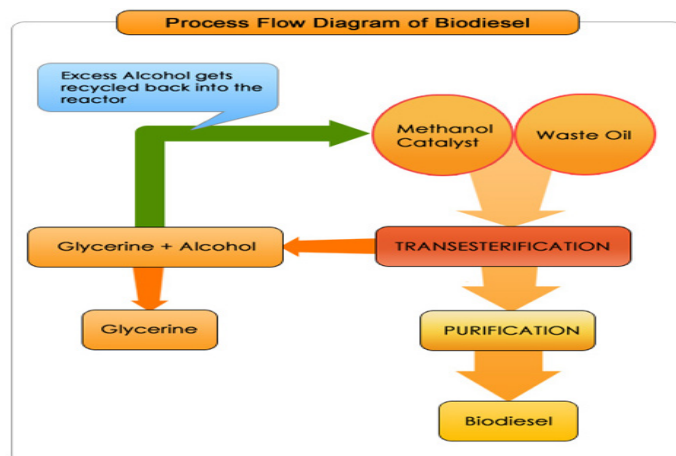 Process Flow Diagram of Biodiesel
Excess Alcohol gets
recycled back into the
reactor
Methanol
Catalyst
Waste Oil
Glycerine + Alcohol
TRANSESTERIFICATION
Glycerine
PURIFICATION
Biodiesel